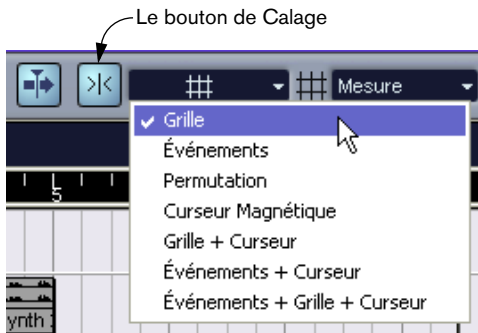 Le bouton de Calage
Mesure
Grille
Événements
Permutation
Curseur Magnétique
Grille + Curseur
Événements + Curseur
Événements + Grille + Curseur
5
ynth